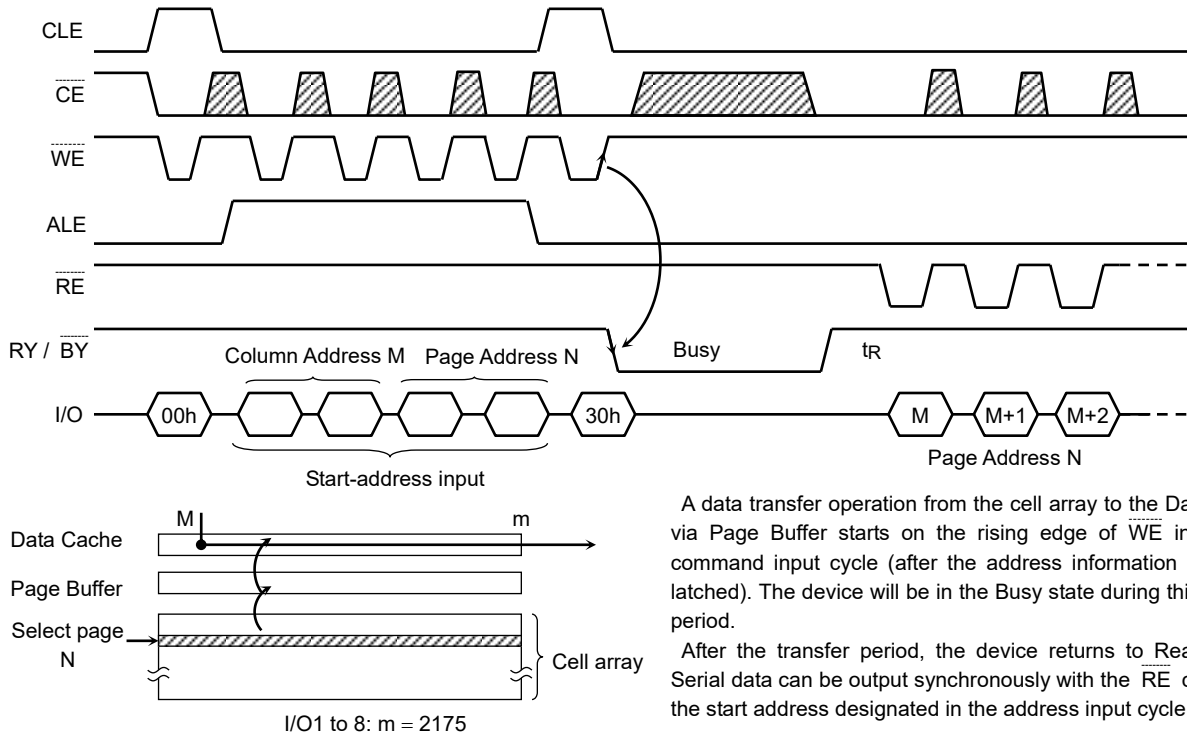 CLE
CE
WE
ALE
RE
RY / BY
Column Address M Page Address N
Busy
tR
I/O
00h
30h
M
M+1
M+2
Start-address input
Page Address N
M
m
Data Cache
Page Buffer
Select page
N
Cell array
I/O1 to 8: m = 2175
A data transfer operation from the cell array to the Da
via Page Buffer starts on the rising edge of WE in
command input cycle (after the address information
latched). The device will be in the Busy state during thi
period.
After the transfer period, the device returns to Rea
Serial data can be output synchronously with the RE c
the start address designated in the address input cycle